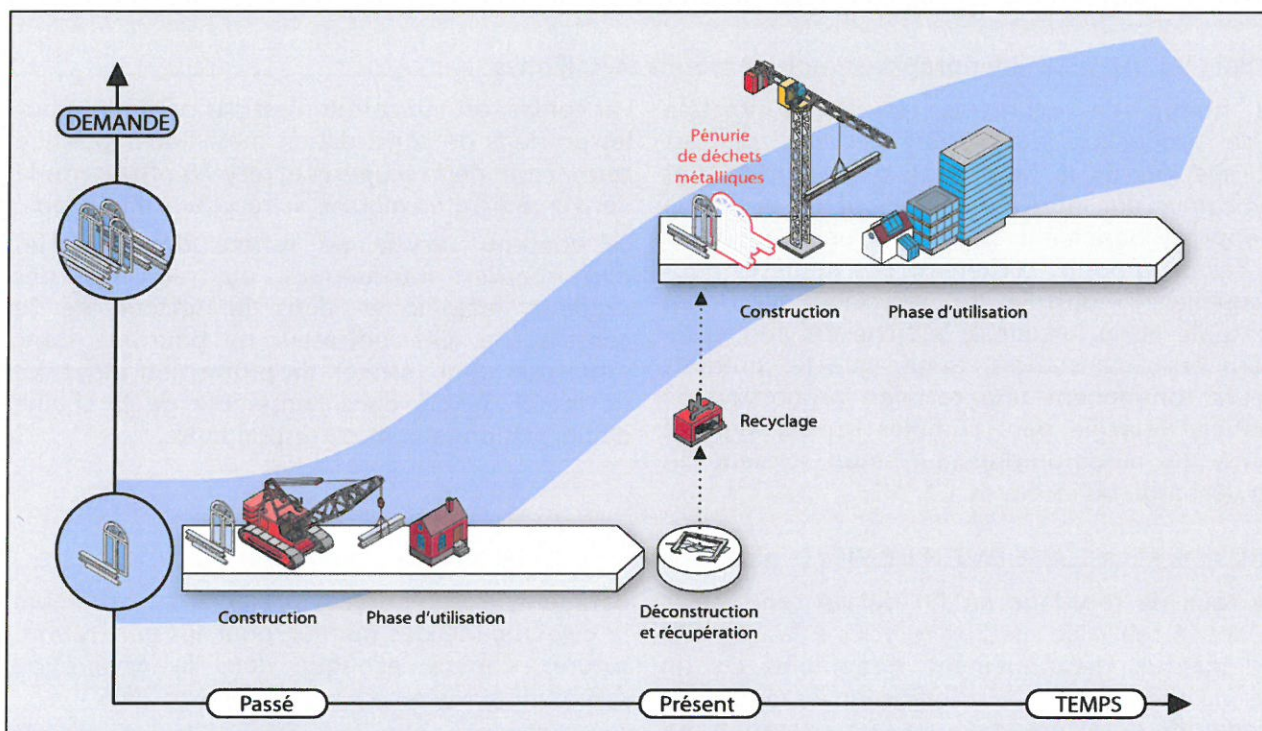 DEMANDE
Pénurie
de déchets
métalliques
Construction
Phase d'utilisation
Recyclage
Construction
Phase d'utilisation
Déconstruction
et récupération
Passé
Présent
TEMPS